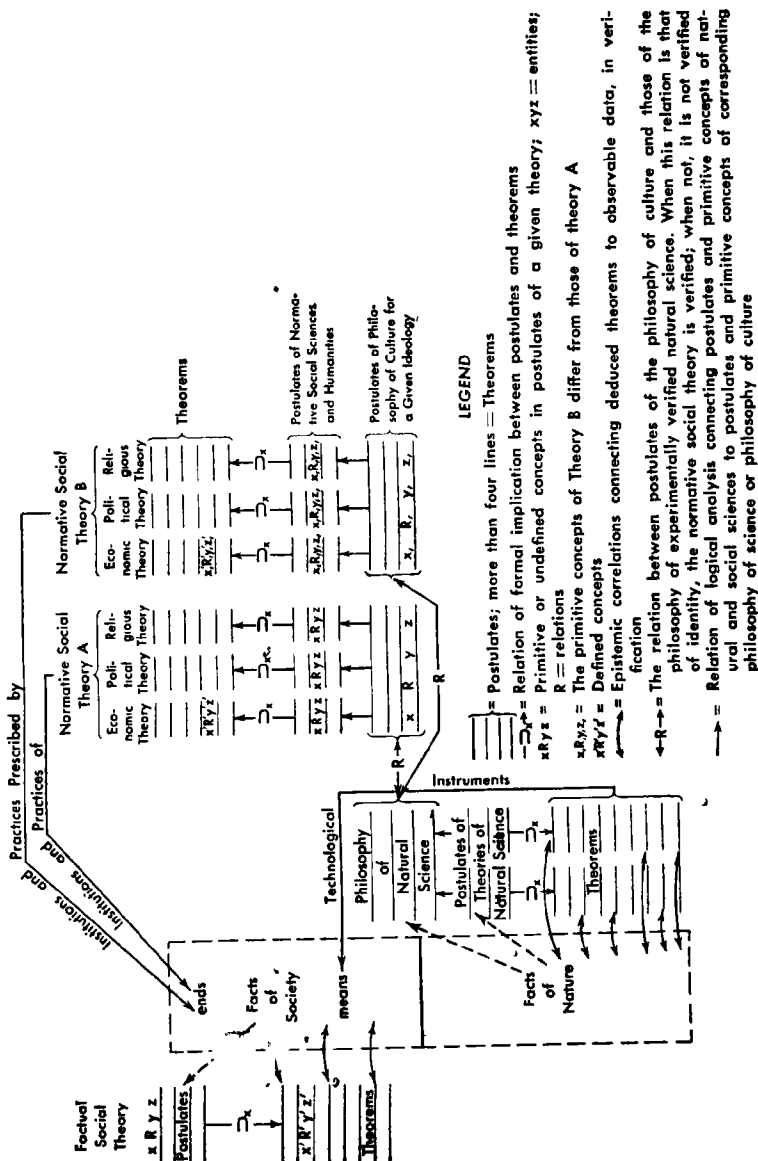 Factual
Social
Theory
x R y z
Postulates
⊃x
x' R' y' z'
Theorems
Institutions and Practices Prescribed by
Institutions and Practices of
ends
Facts
of
Society
means
Facts
of
Nature
Technological
Instruments
Philosophy
of
Natural
Science
Postulates of
Theories of
Natural Science
⊃x ⊃x
Theorems
R
R
Normative Social
Theory A
Eco-
nomic
Theory
Poli-
tical
Theory
Reli-
gious
Theory
x'R'y'z'
⊃x ⊃x ⊃x
x R y z x R y z x R y z
x R y z
Normative Social
Theory B
Eco-
nomic
Theory
Poli-
tical
Theory
Reli-
gious
Theory
x,R,y,z,
⊃x ⊃x ⊃x
x,R,y,z, x,R,y,z, x,R,y,z,
x, R, y, z,
Theorems
Postulates of Norma-
tive Social Sciences
and Humanities
Postulates of Philo-
sophy of Culture for
a Given Ideology
LEGEND
= Postulates; more than four lines = Theorems
-⊃x→ = Relation of formal implication between postulates and theorems
xRyz = Primitive or undefined concepts in postulates of a given theory; xyz = entities;
R = relations
x,R,y,z, = The primitive concepts of Theory B differ from those of theory A
x'R'y'z' = Defined concepts
= Epistemic correlations connecting deduced theorems to observable data, in veri-
fication
←R→ = The relation between postulates of the philosophy of culture and those of the
philosophy of experimentally verified natural science. When this relation is that
of identity, the normative social theory is verified; when not, it is not verified
→ = Relation of logical analysis connecting postulates and primitive concepts of nat-
ural and social sciences to postulates and primitive concepts of corresponding
philosophy of science or philosophy of culture